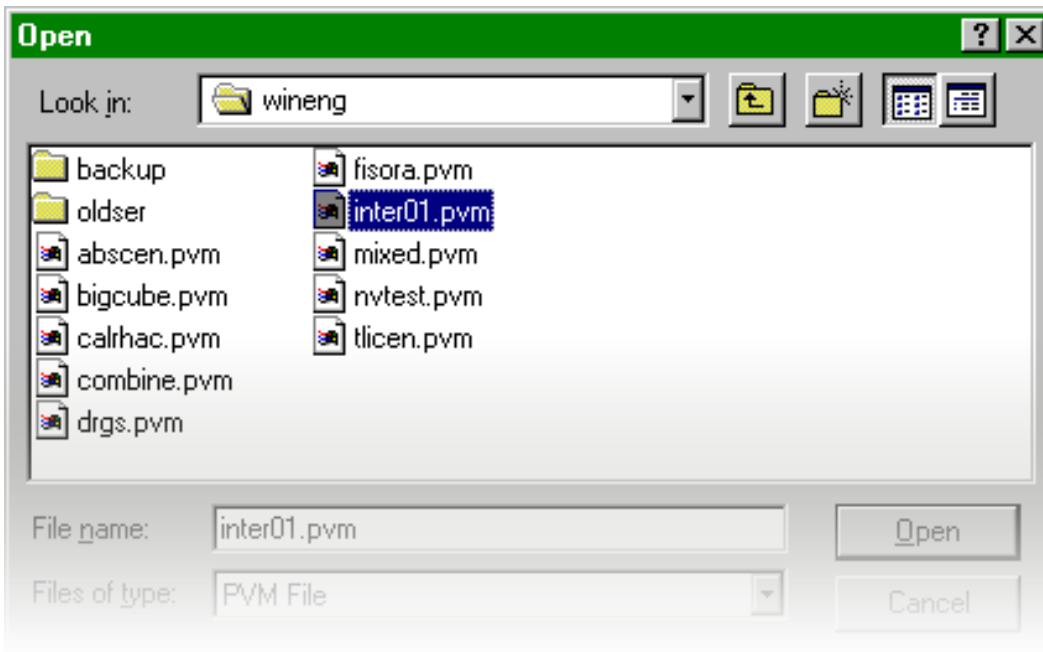 Open
Look in: wineng
backup
oldser
abscen.pvm
bigcube.pvm
calrhac.pvm
combine.pvm
drgs.pvm
fisora.pvm
inter01.pvm
mixed.pvm
nvtest.pvm
tlicen.pvm
File name: inter01.pvm
Open
Files of type: PVM File
Cancel